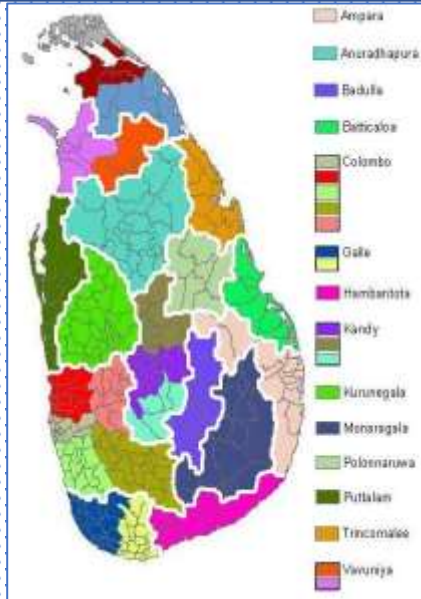 Ampara
Anuradhapura
Badulla
Batticaloa
Colombo
Galle
Hambantota
Kandy
Kurunegala
Monaragala
Polonnaruwa
Puttalam
Trincomalee
Vavuniya